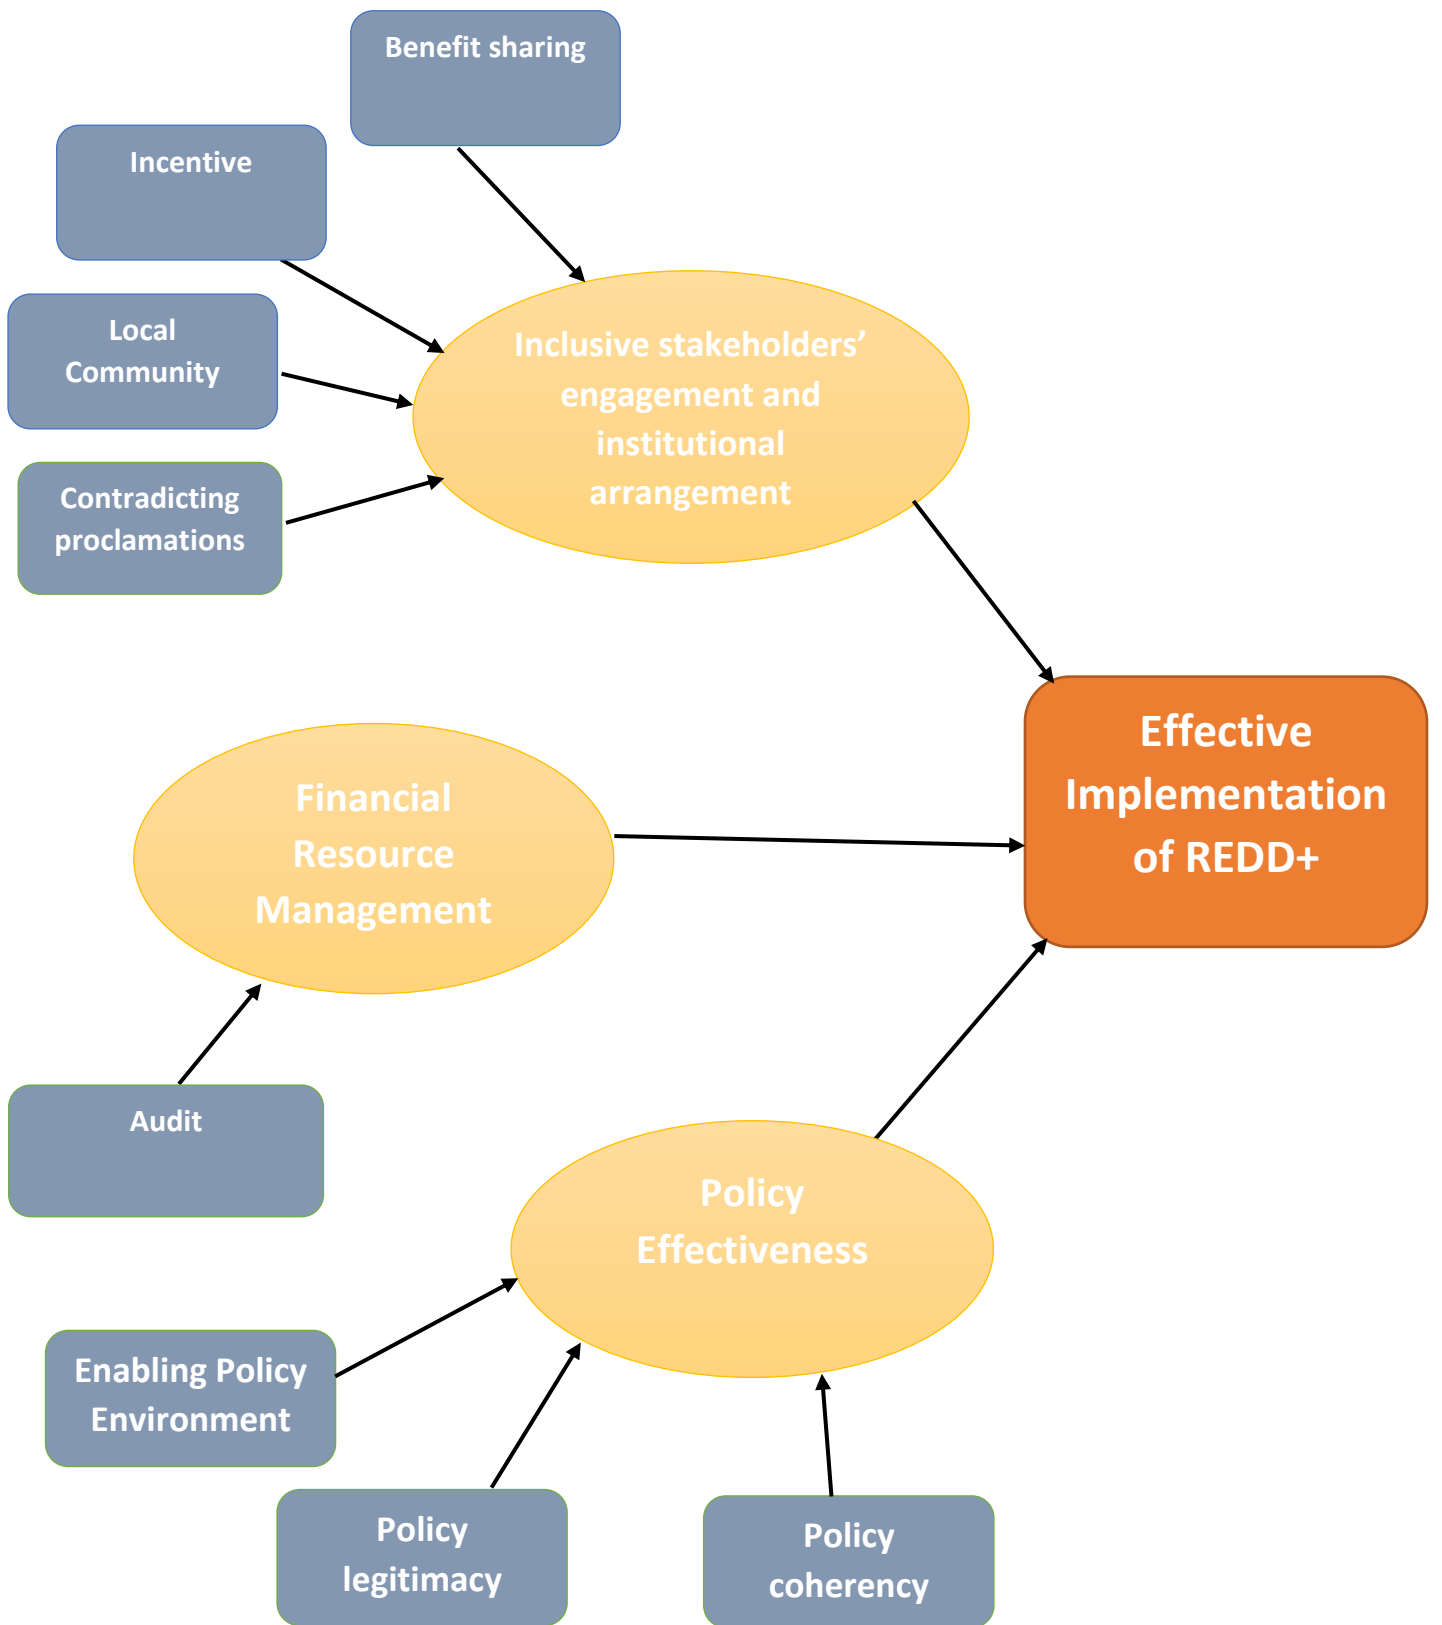 Benefit sharing
Incentive
Local
Community
Contradicting
proclamations
Inclusive stakeholders’
engagement and
institutional
arrangement
Effective
Implementation
of REDD+
Financial
Resource
Management
Audit
Policy
Effectiveness
Enabling Policy
Environment
Policy
legitimacy
Policy
coherency